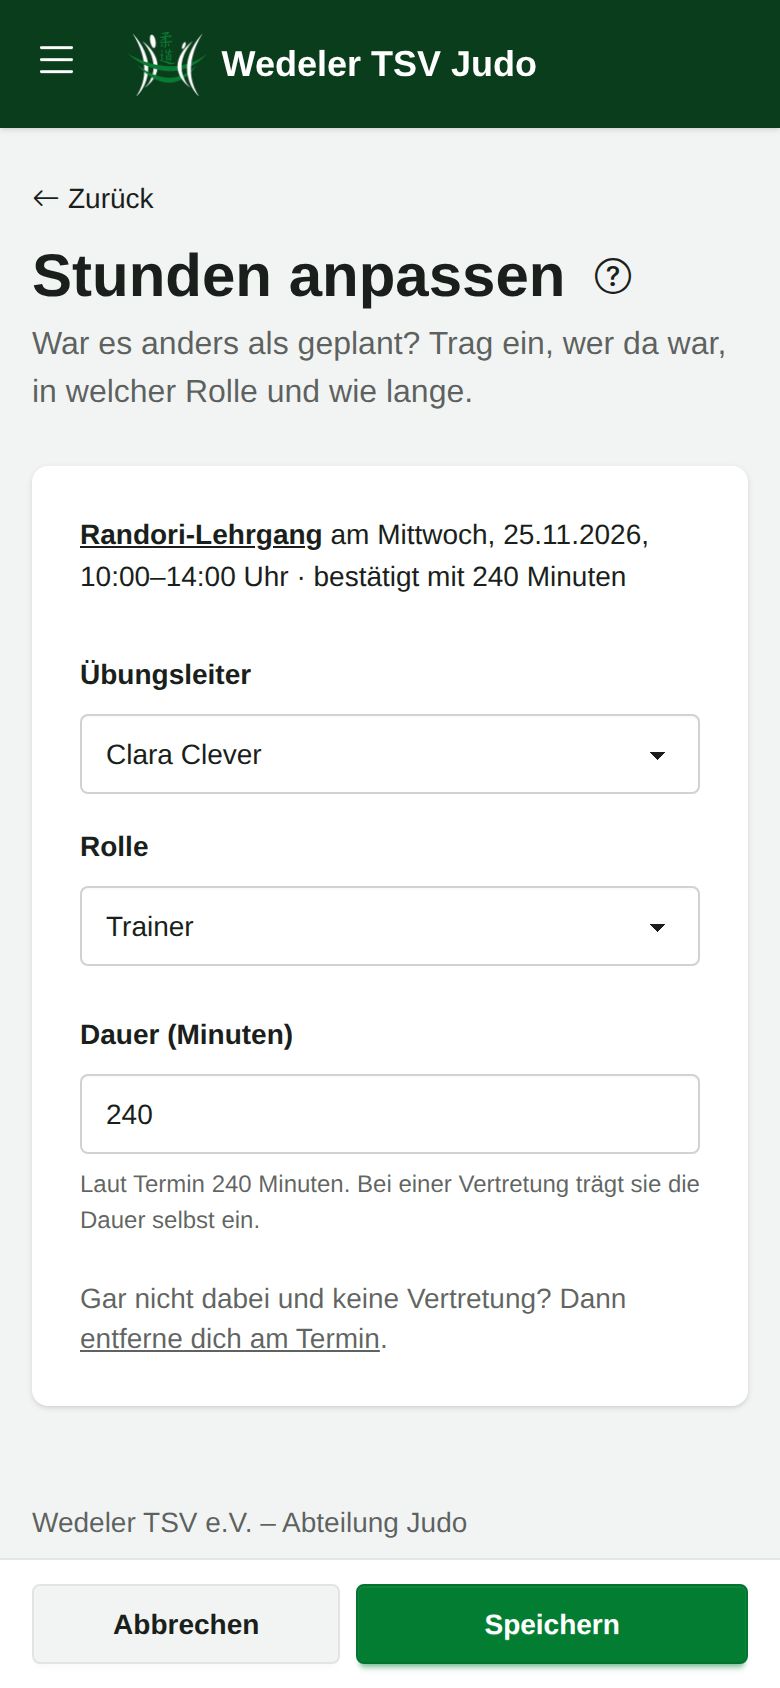 柔道
Wedeler TSV Judo
← Zurück
Stunden anpassen ?
War es anders als geplant? Trag ein, wer da war,
in welcher Rolle und wie lange.
Randori-Lehrgang am Mittwoch, 25.11.2026,
10:00–14:00 Uhr · bestätigt mit 240 Minuten
Übungsleiter
Clara Clever
Rolle
Trainer
Dauer (Minuten)
240
Laut Termin 240 Minuten. Bei einer Vertretung trägt sie die
Dauer selbst ein.
Gar nicht dabei und keine Vertretung? Dann
entferne dich am Termin.
Wedeler TSV e.V. – Abteilung Judo
Abbrechen
Speichern